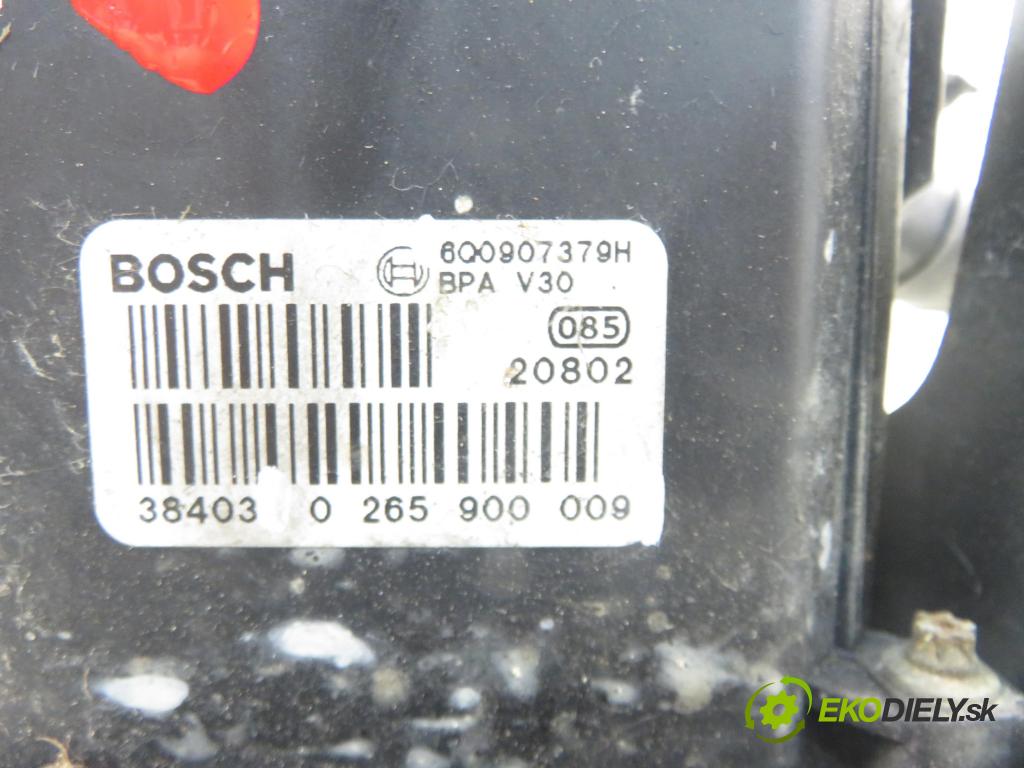 BOSCH
6Q0907379H
BPA V30
085
20802
38403 0 265 900 009
EKODIELY.sk